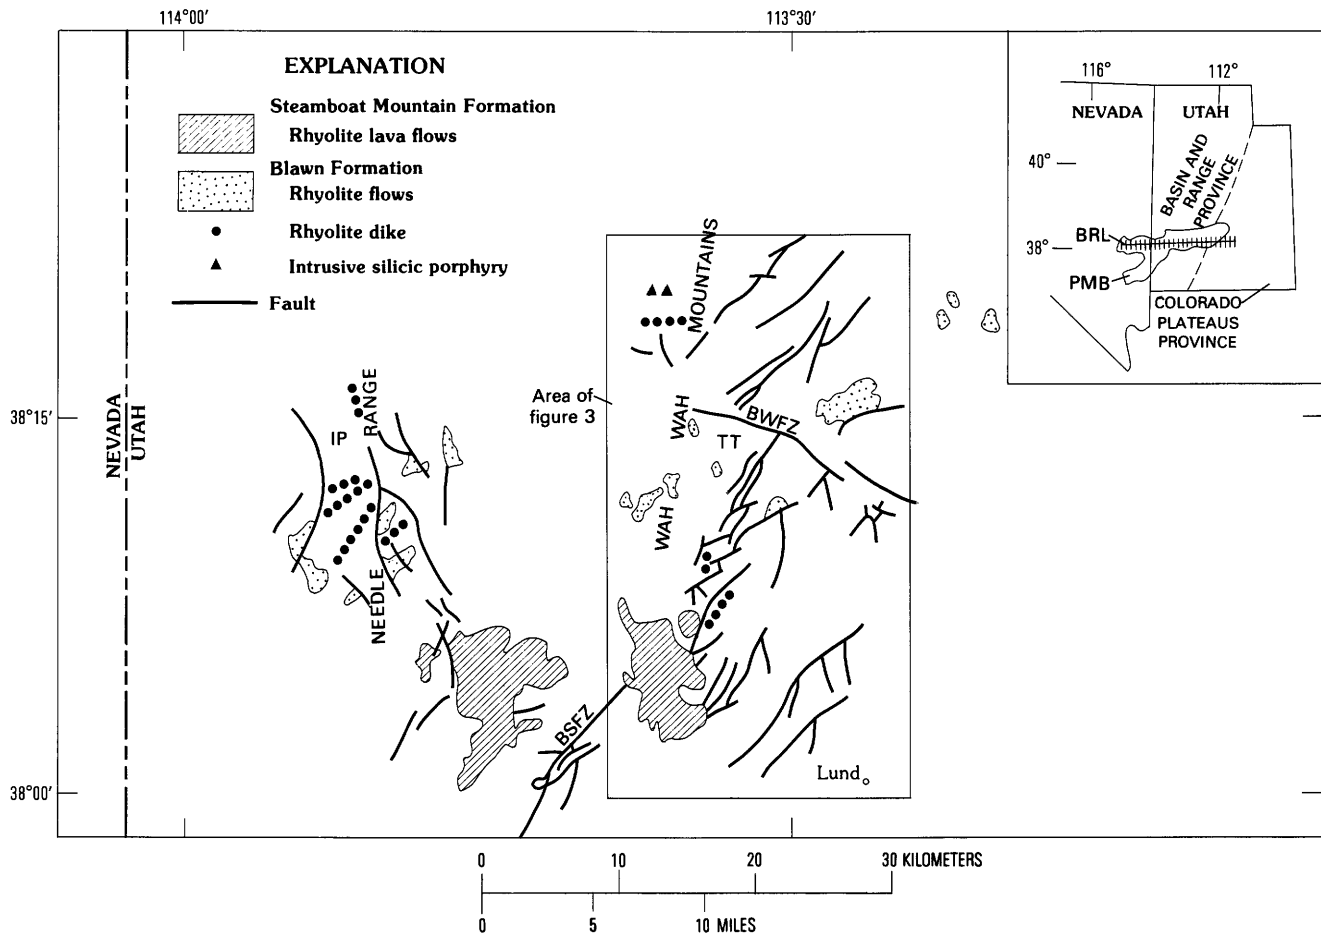 114°00'
113°30'
EXPLANATION
Steamboat Mountain Formation
Rhyolite lava flows
Blawn Formation
Rhyolite flows
Rhyolite dike
Intrusive silicic porphyry
Fault
116°
112°
NEVADA
UTAH
40°
BASIN AND
RANGE
PROVINCE
BRL
38°
PMB
COLORADO
PLATEAUS
PROVINCE
MOUNTAINS
WAH
WAH
Area of
figure 3
BWFZ
TT
38°15'
NEVADA
UTAH
IP
RANGE
NEEDLE
BSFZ
Lund
38°00'
0 10 20 30 KILOMETERS
0 5 10 MILES